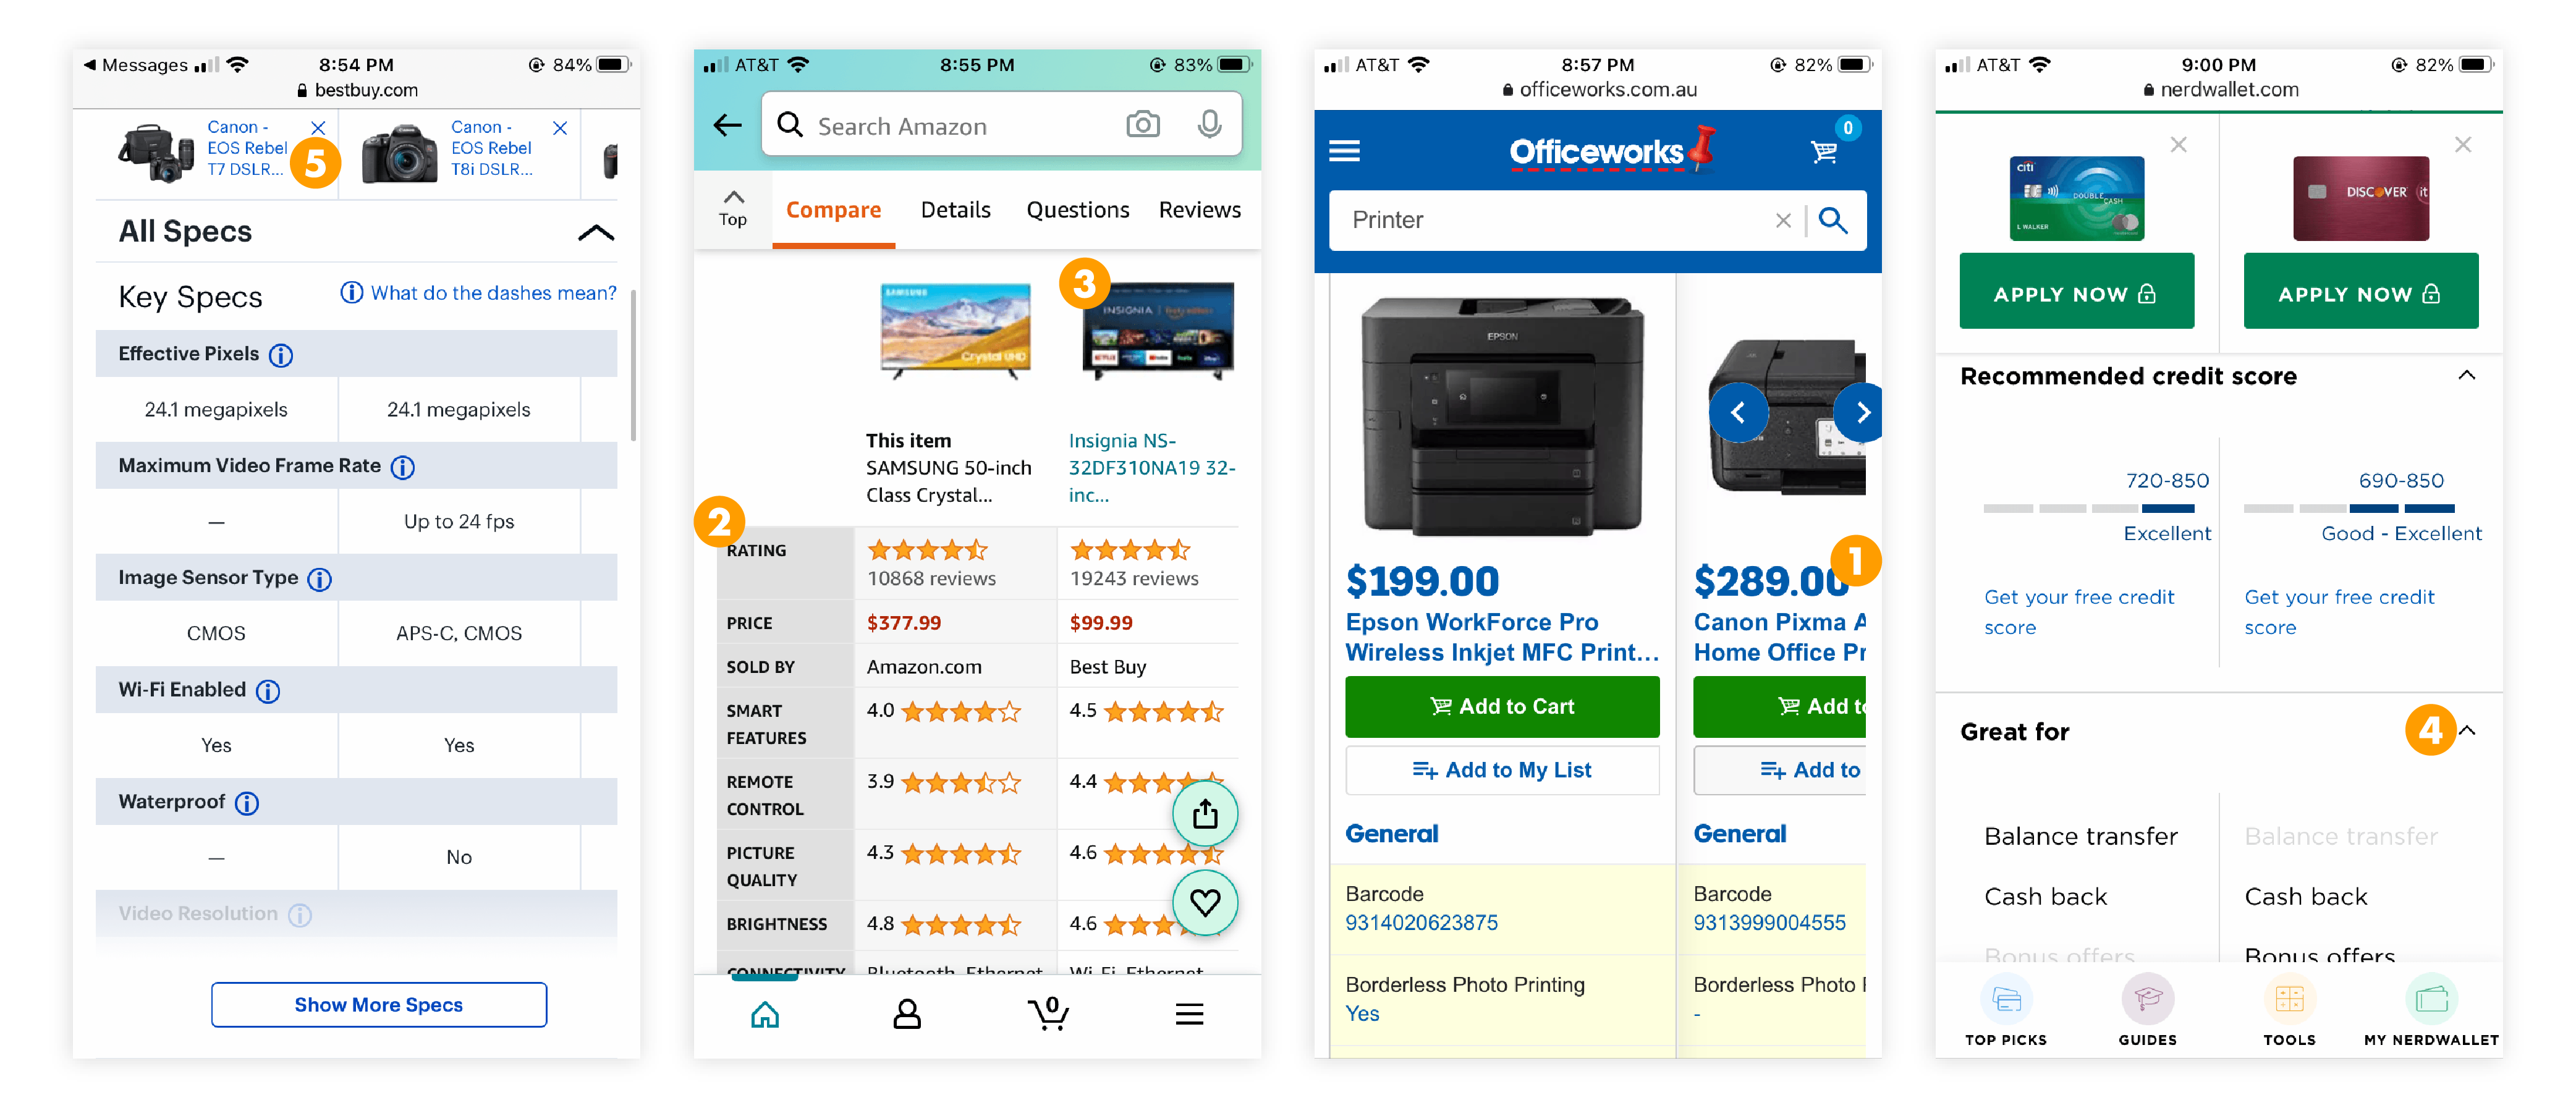 Messages
8:54 PM
84%
bestbuy.com
Canon -
EOS Rebel
T7 DSLR...
5
Canon -
EOS Rebel
T8i DSLR...
All Specs
Key Specs
What do the dashes mean?
Effective Pixels
24.1 megapixels
24.1 megapixels
Maximum Video Frame Rate
—
Up to 24 fps
Image Sensor Type
CMOS
APS-C, CMOS
Wi-Fi Enabled
Yes
Yes
Waterproof
—
No
Video Resolution
Show More Specs
AT&T
8:55 PM
83%
Search Amazon
Top
Compare
Details
Questions
Reviews
3
SAMSUNG
Crystal UHD
INSIGNIA
This item
SAMSUNG 50-inch
Class Crystal...
Insignia NS-
32DF310NA19 32-
inc...
2
RATING
10868 reviews
19243 reviews
PRICE
$377.99
$99.99
SOLD BY
Amazon.com
Best Buy
SMART
FEATURES
4.0
4.5
REMOTE
CONTROL
3.9
4.4
PICTURE
QUALITY
4.3
4.6
BRIGHTNESS
4.8
4.6
CONNECTIVITY
Bluetooth, Ethernet
Wi-Fi, Ethernet
0
AT&T
8:57 PM
82%
officeworks.com.au
Officeworks
0
Printer
EPSON
1
$199.00
$289.00
Epson WorkForce Pro
Wireless Inkjet MFC Print...
Canon Pixma A
Home Office Pr
Add to Cart
Add to
Add to My List
Add to
General
General
Barcode
9314020623875
Barcode
9313999004555
Borderless Photo Printing
Yes
Borderless Photo
-
AT&T
9:00 PM
82%
nerdwallet.com
citi
DOUBLE
CASH
L WALKER
DISCOVER it
APPLY NOW
APPLY NOW
Recommended credit score
720-850
Excellent
690-850
Good - Excellent
Get your free credit
score
Get your free credit
score
Great for
4
Balance transfer
Balance transfer
Cash back
Cash back
Bonus offers
Bonus offers
TOP PICKS
GUIDES
TOOLS
MY NERDWALLET